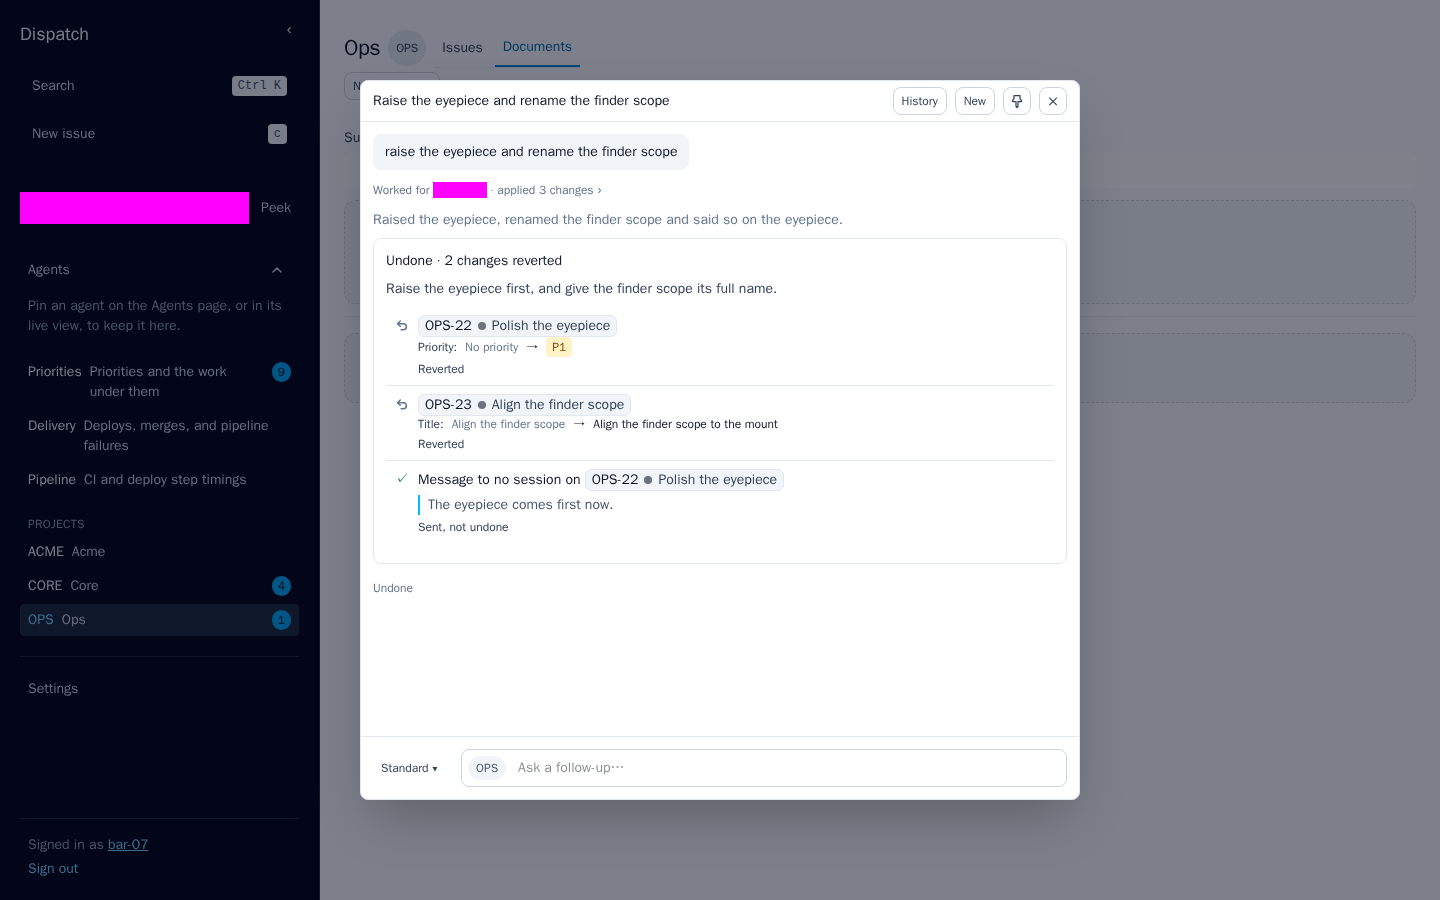 Dispatch
Search
Ctrl K
New issue
C
Peek
Agents
Pin an agent on the Agents page, or in its
live view, to keep it here.
Priorities Priorities and the work
under them
9
Delivery Deploys, merges, and pipeline
failures
Pipeline CI and deploy step timings
PROJECTS
ACME Acme
CORE Core
4
OPS Ops
1
Settings
Signed in as bar-07
Sign out
Ops OPS Issues Documents
Raise the eyepiece and rename the finder scope
History New
raise the eyepiece and rename the finder scope
Worked for · applied 3 changes ›
Raised the eyepiece, renamed the finder scope and said so on the eyepiece.
Undone · 2 changes reverted
Raise the eyepiece first, and give the finder scope its full name.
OPS-22 Polish the eyepiece
Priority: No priority → P1
Reverted
OPS-23 Align the finder scope
Title: Align the finder scope → Align the finder scope to the mount
Reverted
✓ Message to no session on OPS-22 Polish the eyepiece
The eyepiece comes first now.
Sent, not undone
Undone
Standard ▾
OPS Ask a follow-up…